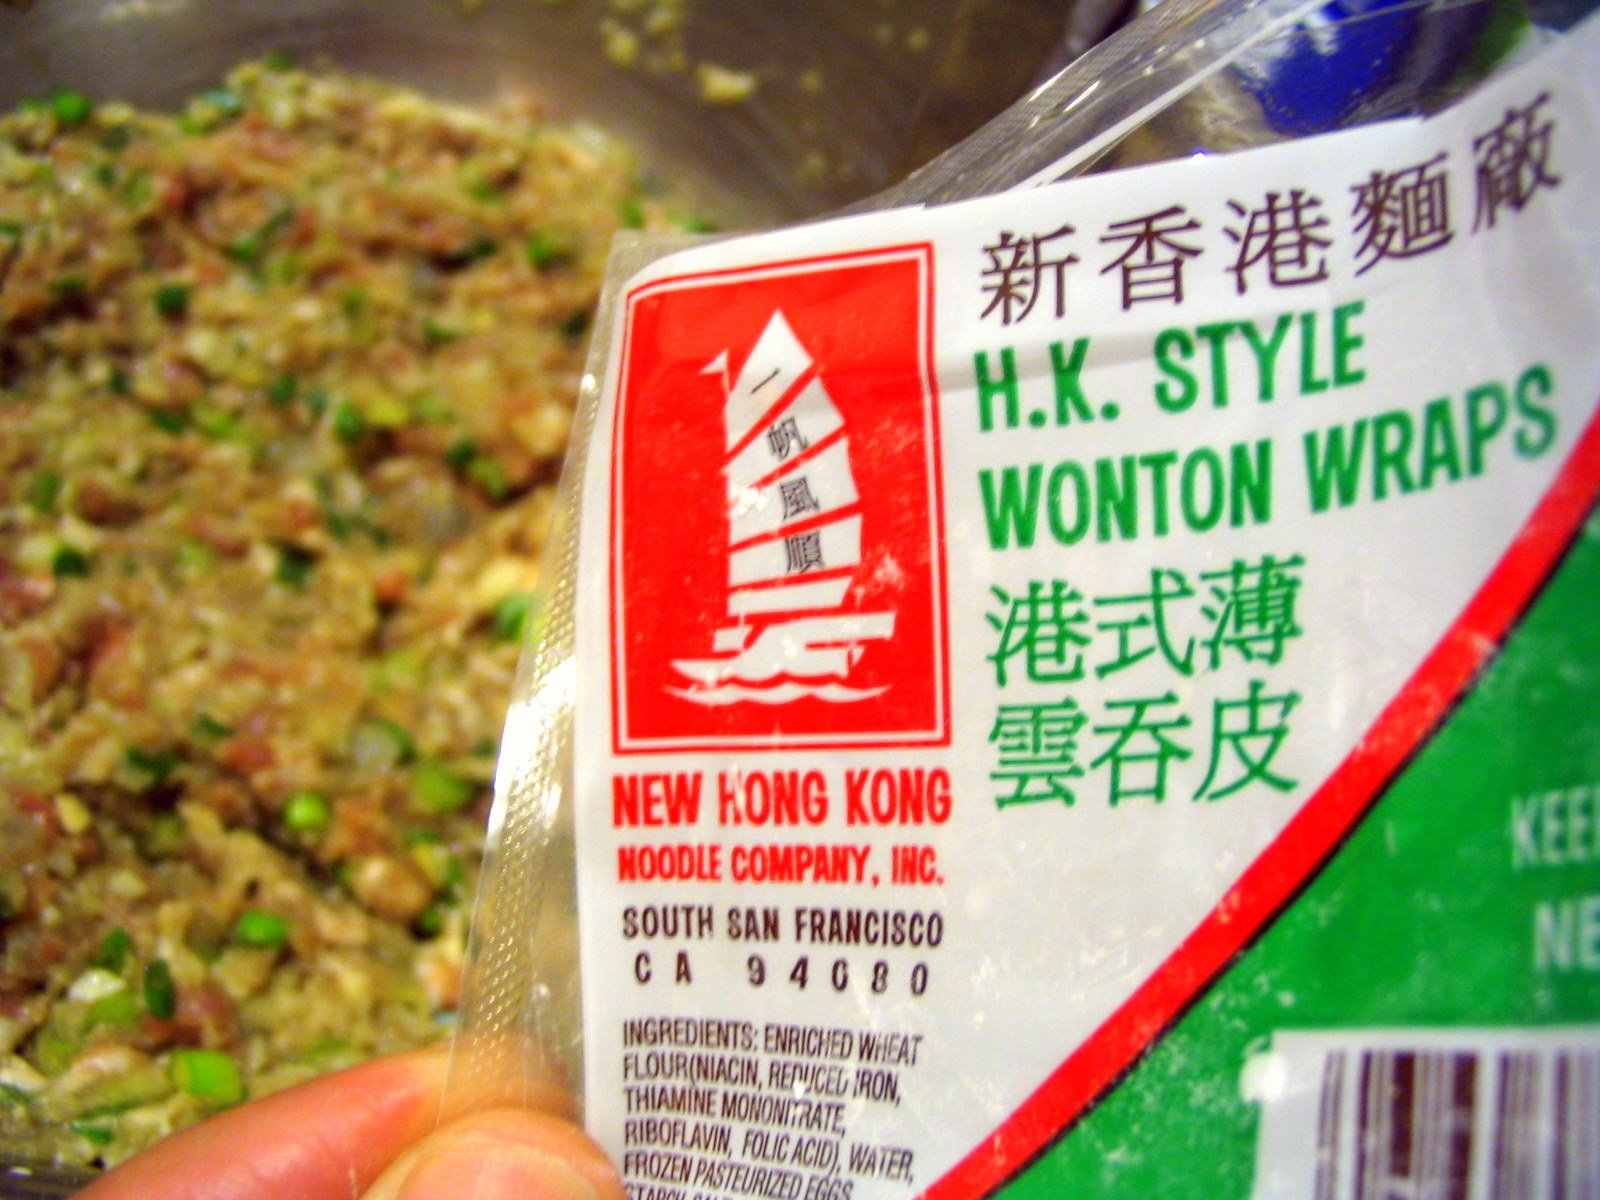 新香港麵廠
H.K. STYLE
WONTON WRAPS
港式薄
雲吞皮
一
帆
風
順
NEW HONG KONG
NOODLE COMPANY, INC.
SOUTH SAN FRANCISCO
CA 94080
INGREDIENTS: ENRICHED WHEAT
FLOUR(NIACIN, REDUCED IRON,
THIAMINE MONONITRATE,
RIBOFLAVIN, FOLIC ACID), WATER,
FROZEN PASTEURIZED EGGS